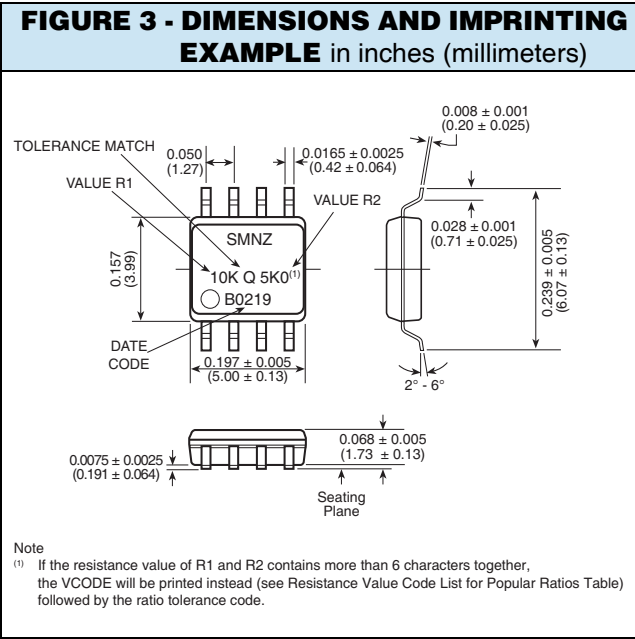 FIGURE 3 - DIMENSIONS AND IMPRINTING
EXAMPLE in inches (millimeters)
TOLERANCE MATCH
VALUE R1
0.050
(1.27)
0.0165 ± 0.0025
(0.42 ± 0.064)
VALUE R2
0.008 ± 0.001
(0.20 ± 0.025)
0.028 ± 0.001
(0.71 ± 0.025)
0.239 ± 0.005
(6.07 ± 0.13)
2° - 6°
0.157
(3.99)
SMNZ
10K Q 5K0(1)
B0219
DATE
CODE
0.197 ± 0.005
(5.00 ± 0.13)
0.0075 ± 0.0025
(0.191 ± 0.064)
0.068 ± 0.005
(1.73 ± 0.13)
Seating
Plane
Note
(1) If the resistance value of R1 and R2 contains more than 6 characters together,
the VCODE will be printed instead (see Resistance Value Code List for Popular Ratios Table)
followed by the ratio tolerance code.